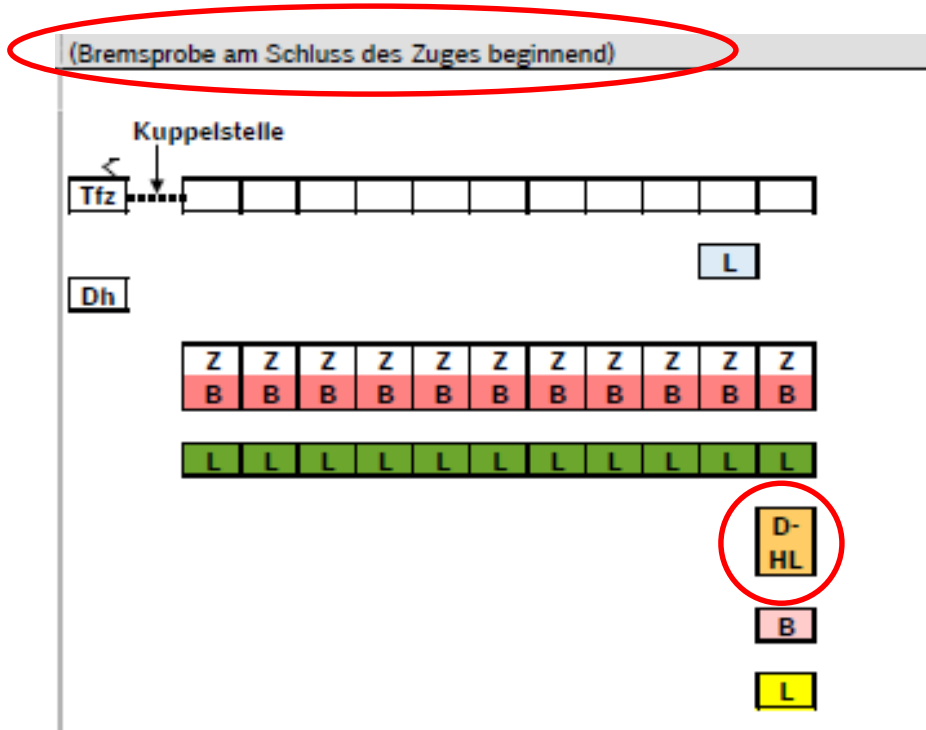 (Bremsprobe am Schluss des Zuges beginnend)
Kuppelstelle
Tfz
L
Dh
Z Z Z Z Z Z Z Z Z Z Z
B B B B B B B B B B B
L L L L L L L L L L L
D-
HL
B
L